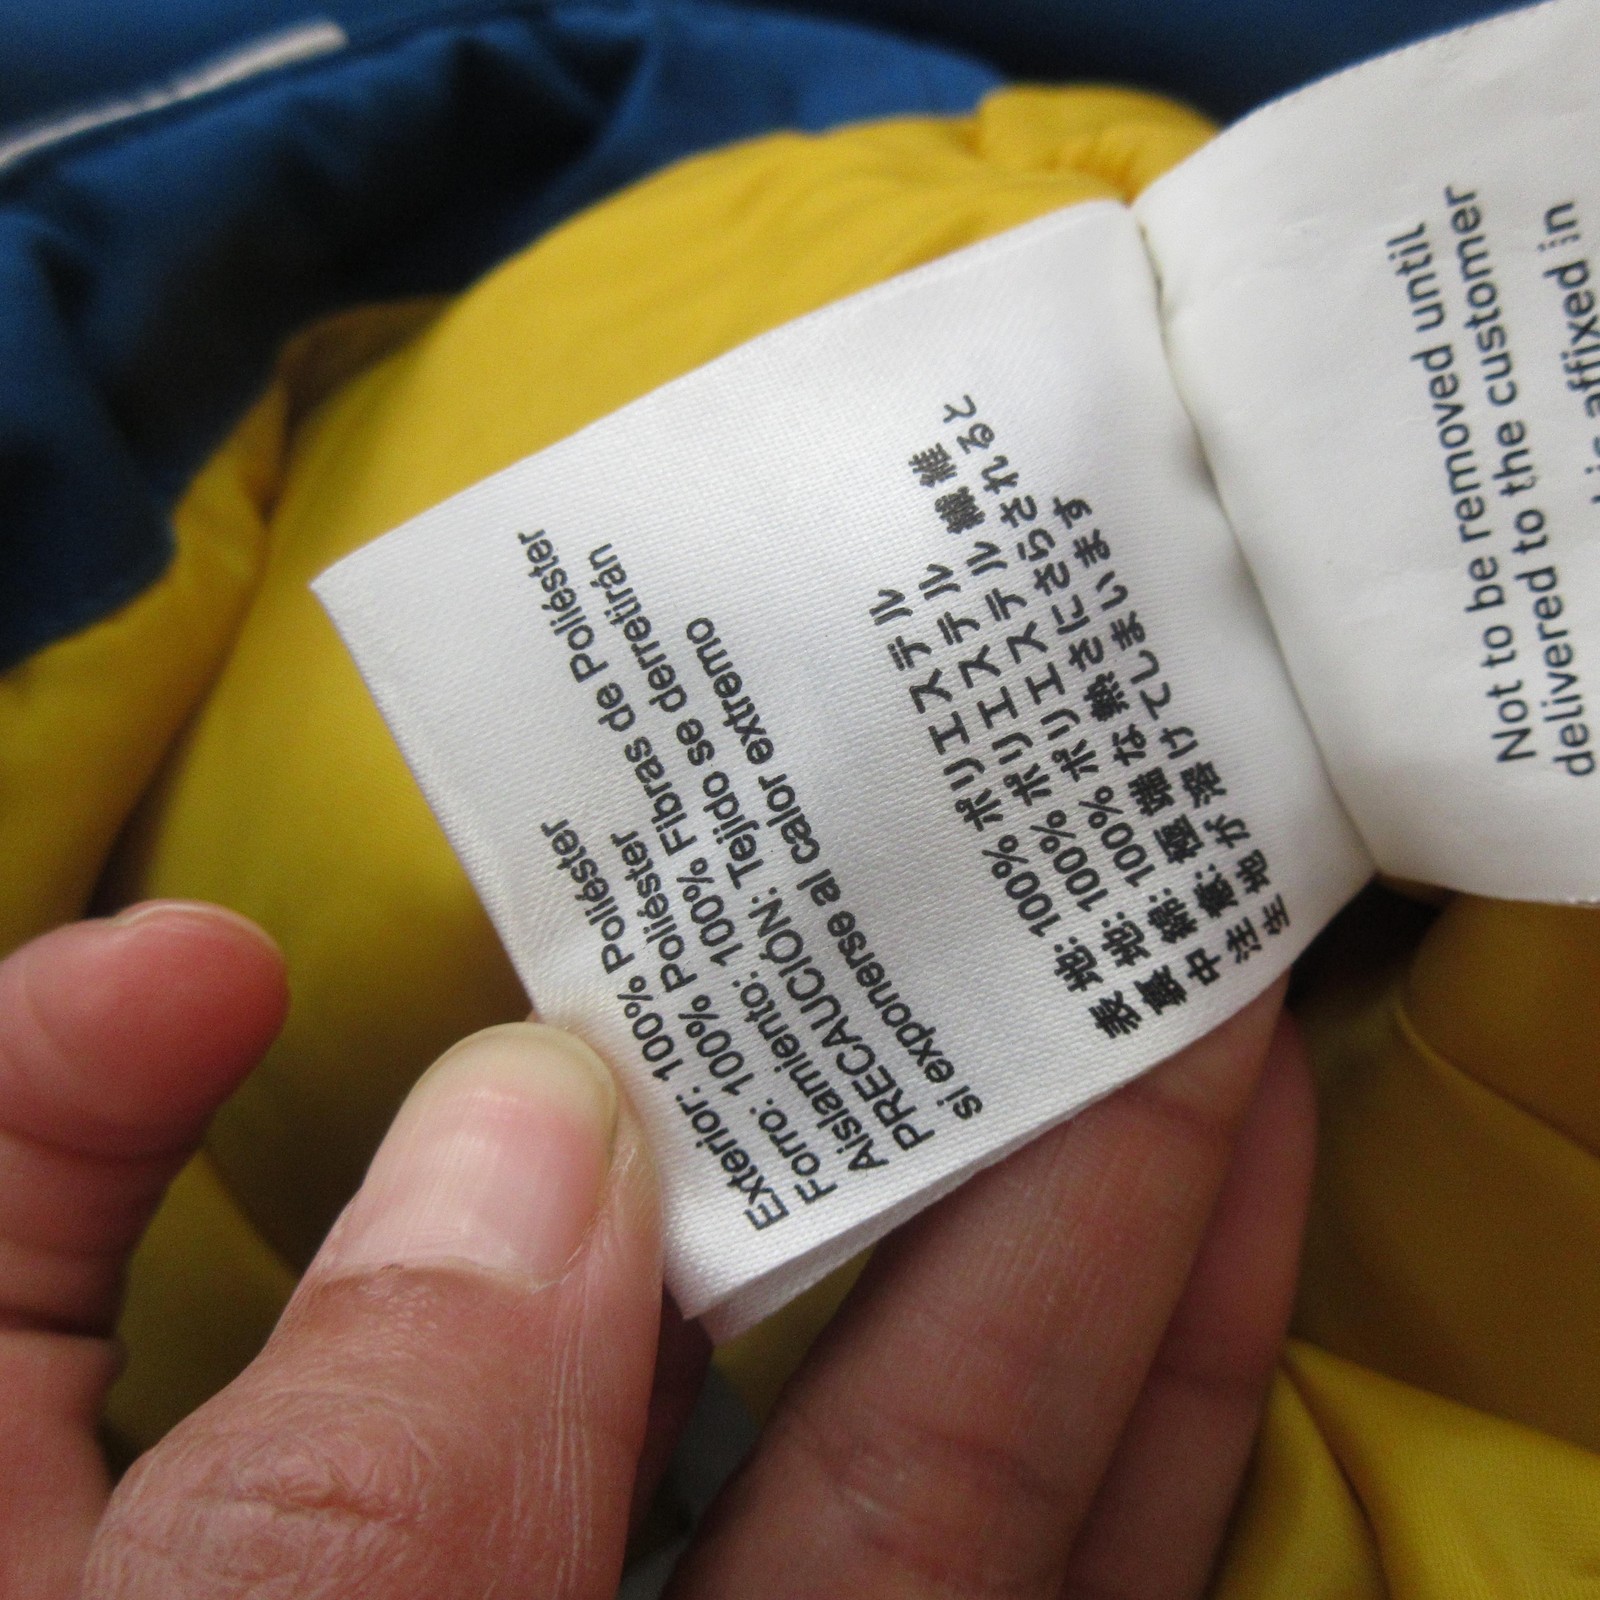 Exterior: 100% Poliéster
Forro: 100% Poliéster
Aislamiento: 100% Fibras de Poliéster
PRECAUCIÓN: Tejido se derretirán
si exponerse al calor extremo
表 地: 100% ポリエステル
裏 地: 100% ポリエステル
中 綿: 100% ポリエステル 繊 維
注 意: 極 端 な 熱 さ に さ ら さ れ る と
生 地 が 溶 け て し ま い ま す
Not to be removed until
delivered to the customer
is affixed in